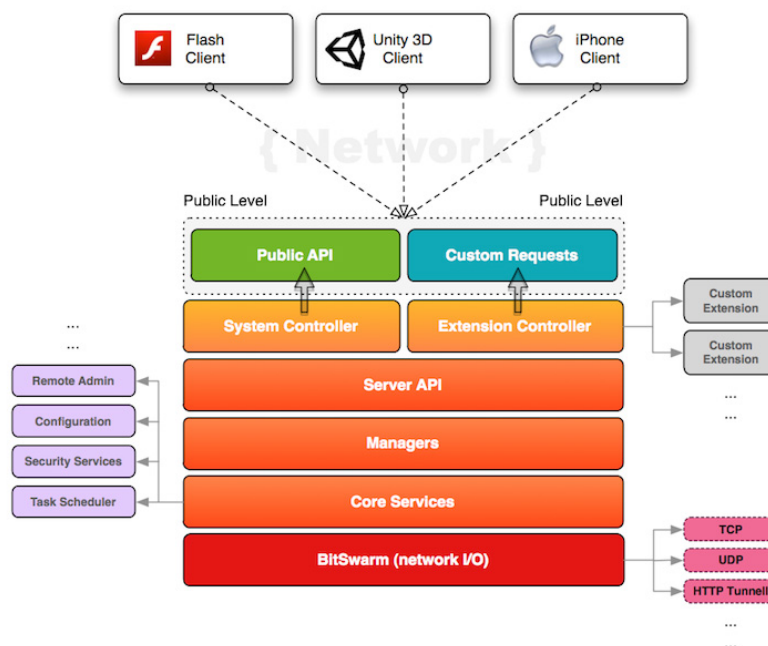 Flash
Client
Unity 3D
Client
iPhone
Client
{ Network }
Public Level
Public Level
Public API
Custom Requests
System Controller
Extension Controller
Custom
Extension
Custom
Extension
...
...
...
...
Remote Admin
Configuration
Security Services
Task Scheduler
Server API
Managers
Core Services
BitSwarm (network I/O)
TCP
UDP
HTTP Tunnell
...
...